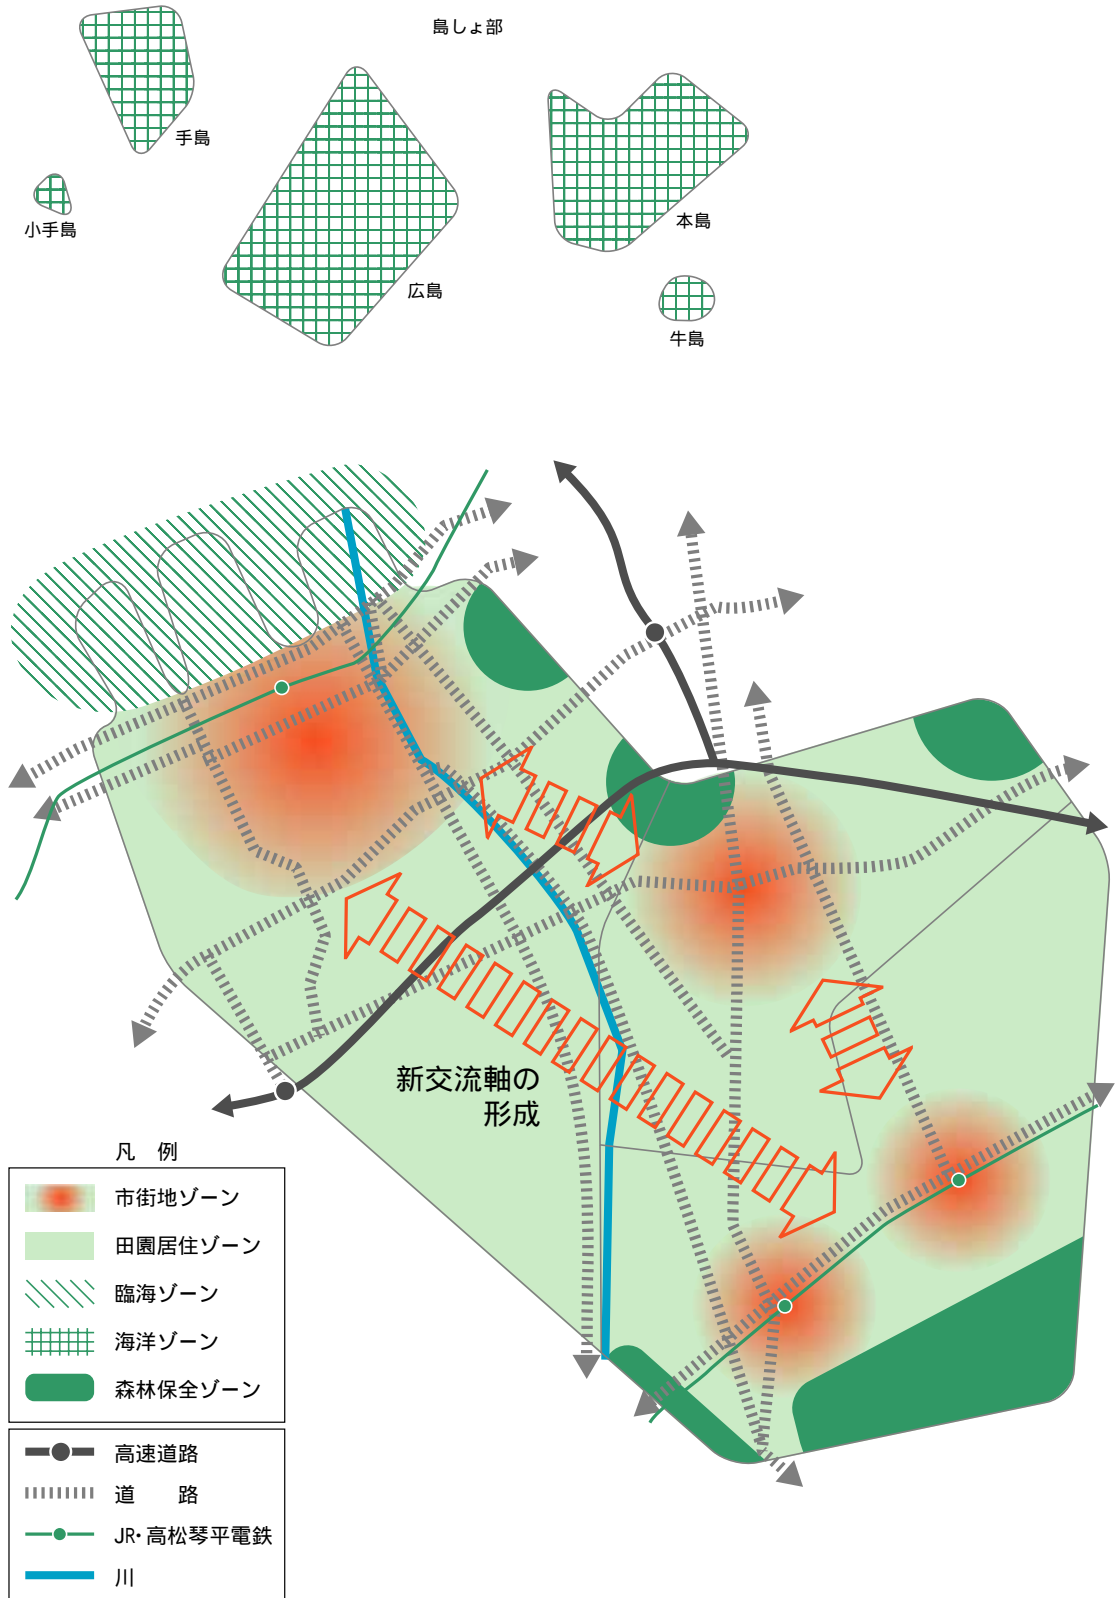 島しょ部
手島
小手島
本島
広島
牛島
新交流軸の
形成
凡 例
市街地ゾーン
田園居住ゾーン
臨海ゾーン
海洋ゾーン
森林保全ゾーン
高速道路
道 路
JR・高松琴平電鉄
川